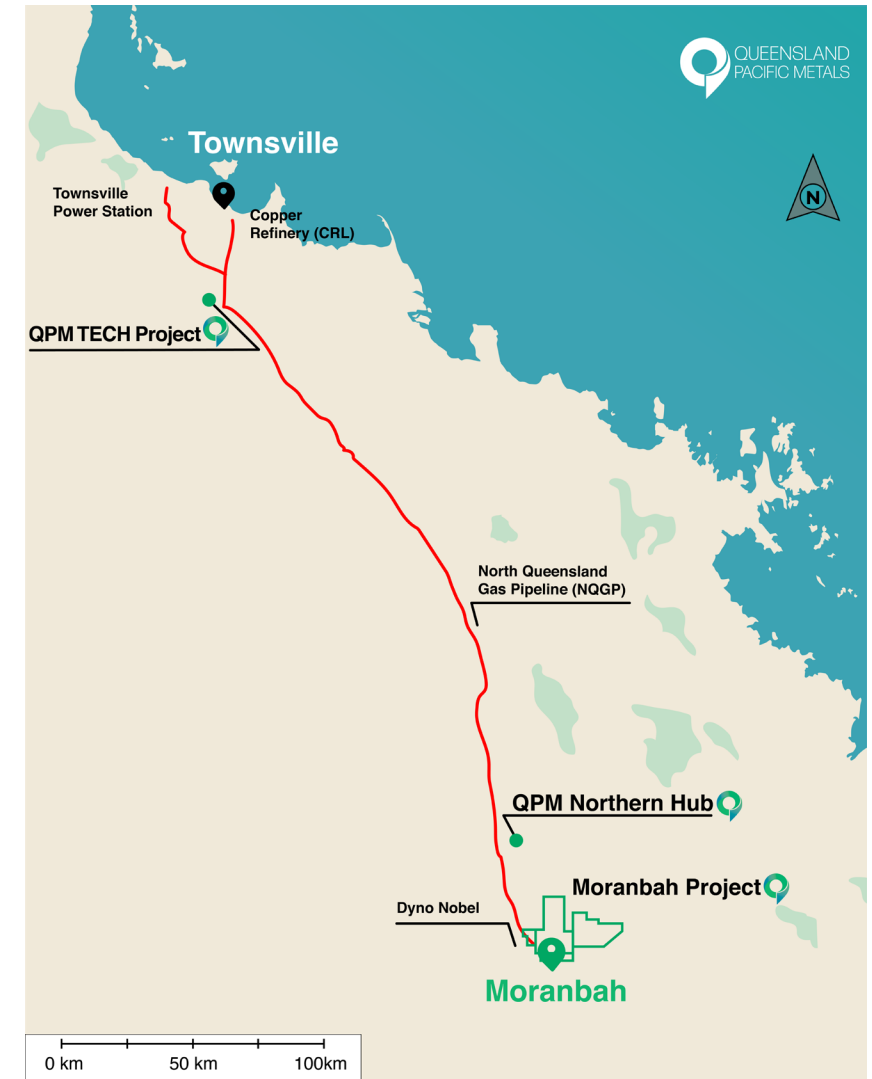 QUEENSLAND
PACIFIC METALS
Townsville
N
Townsville
Power Station
Copper
Refinery (CRL)
QPM TECH Project
North Queensland
Gas Pipeline (NQGP)
QPM Northern Hub
Moranbah Project
Dyno Nobel
Moranbah
0 km 50 km 100km